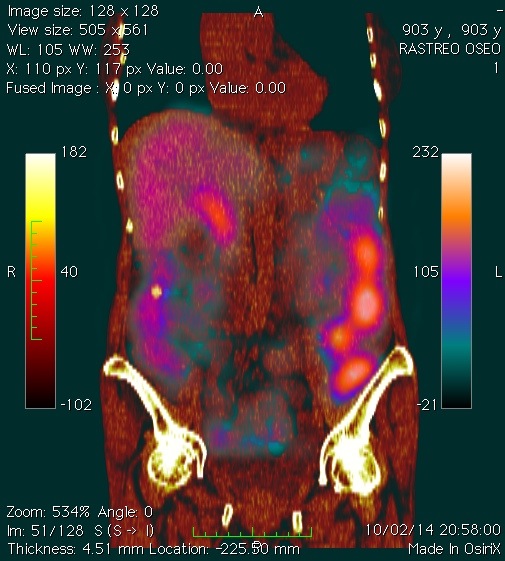 Image size: 128 x 128
A
View size: 505 x 561
903 y , 903 y
WL: 105 WW: 253
RASTREO OSEO
X: 110 px Y: 117 px Value: 0.00
1
Fused Image : X: 0 px Y: 0 px Value: 0.00
182
232
R
40
105
L
-102
-21
Zoom: 534% Angle: 0
Im: 51/128 S (S -> I)
10/02/14 20:58:00
Thickness: 4.51 mm Location: -225.50 mm
Made In OsiriX